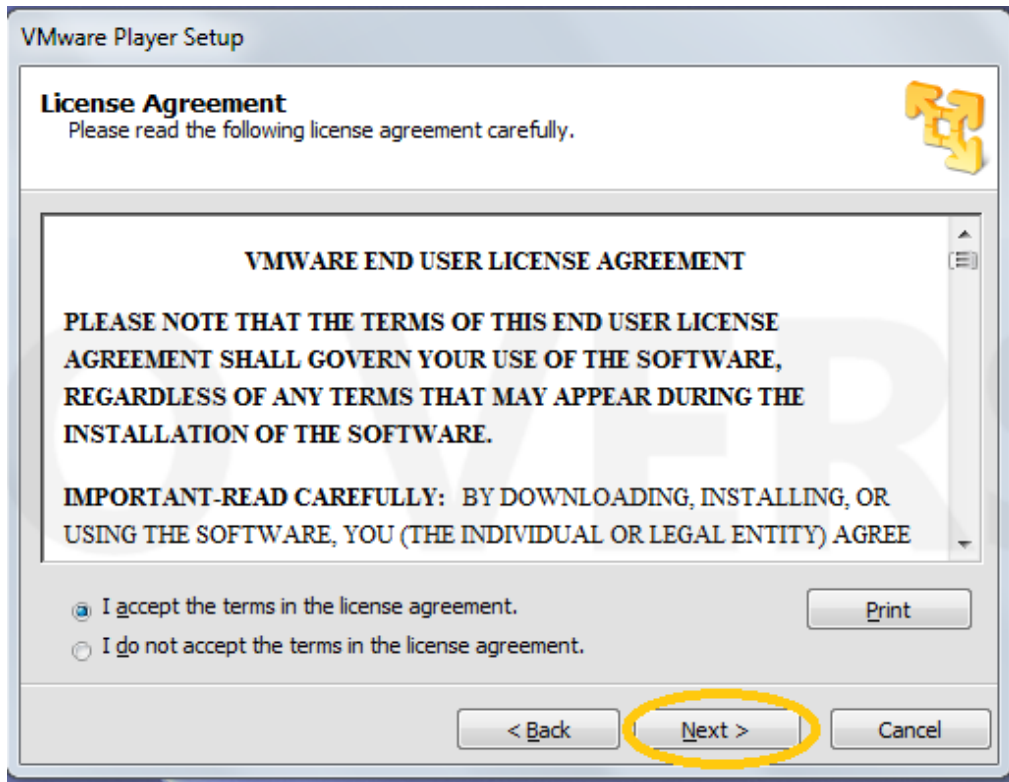 VMware Player Setup
License Agreement
Please read the following license agreement carefully.
VMWARE END USER LICENSE AGREEMENT
PLEASE NOTE THAT THE TERMS OF THIS END USER LICENSE
AGREEMENT SHALL GOVERN YOUR USE OF THE SOFTWARE,
REGARDLESS OF ANY TERMS THAT MAY APPEAR DURING THE
INSTALLATION OF THE SOFTWARE.
IMPORTANT-READ CAREFULLY: BY DOWNLOADING, INSTALLING, OR
USING THE SOFTWARE, YOU (THE INDIVIDUAL OR LEGAL ENTITY) AGREE
I accept the terms in the license agreement.
Print
I do not accept the terms in the license agreement.
< Back Next > Cancel